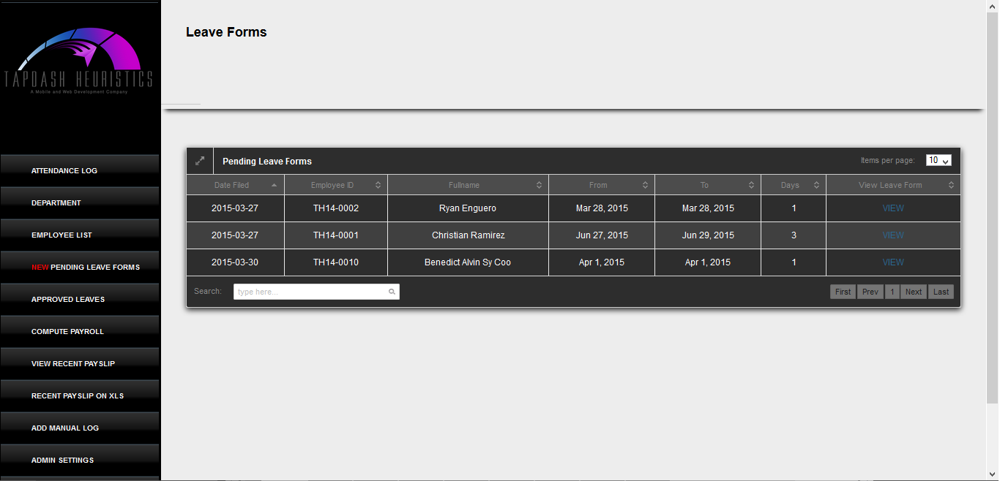 TAPDASH HEURISTICS
A Mobile and Web Development Company
ATTENDANCE LOG
DEPARTMENT
EMPLOYEE LIST
NEW PENDING LEAVE FORMS
APPROVED LEAVES
COMPUTE PAYROLL
VIEW RECENT PAYSLIP
RECENT PAYSLIP ON XLS
ADD MANUAL LOG
ADMIN SETTINGS
Leave Forms
Pending Leave Forms Items per page: 10
Date Filed Employee ID Fullname From To Days View Leave Form
2015-03-27 TH14-0002 Ryan Enguero Mar 28, 2015 Mar 28, 2015 1 VIEW
2015-03-27 TH14-0001 Christian Ramirez Jun 27, 2015 Jun 29, 2015 3 VIEW
2015-03-30 TH14-0010 Benedict Alvin Sy Coo Apr 1, 2015 Apr 1, 2015 1 VIEW
Search: type here... First Prev 1 Next Last